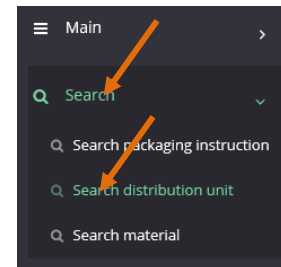 Main
Search
Search packaging instruction
Search distribution unit
Search material